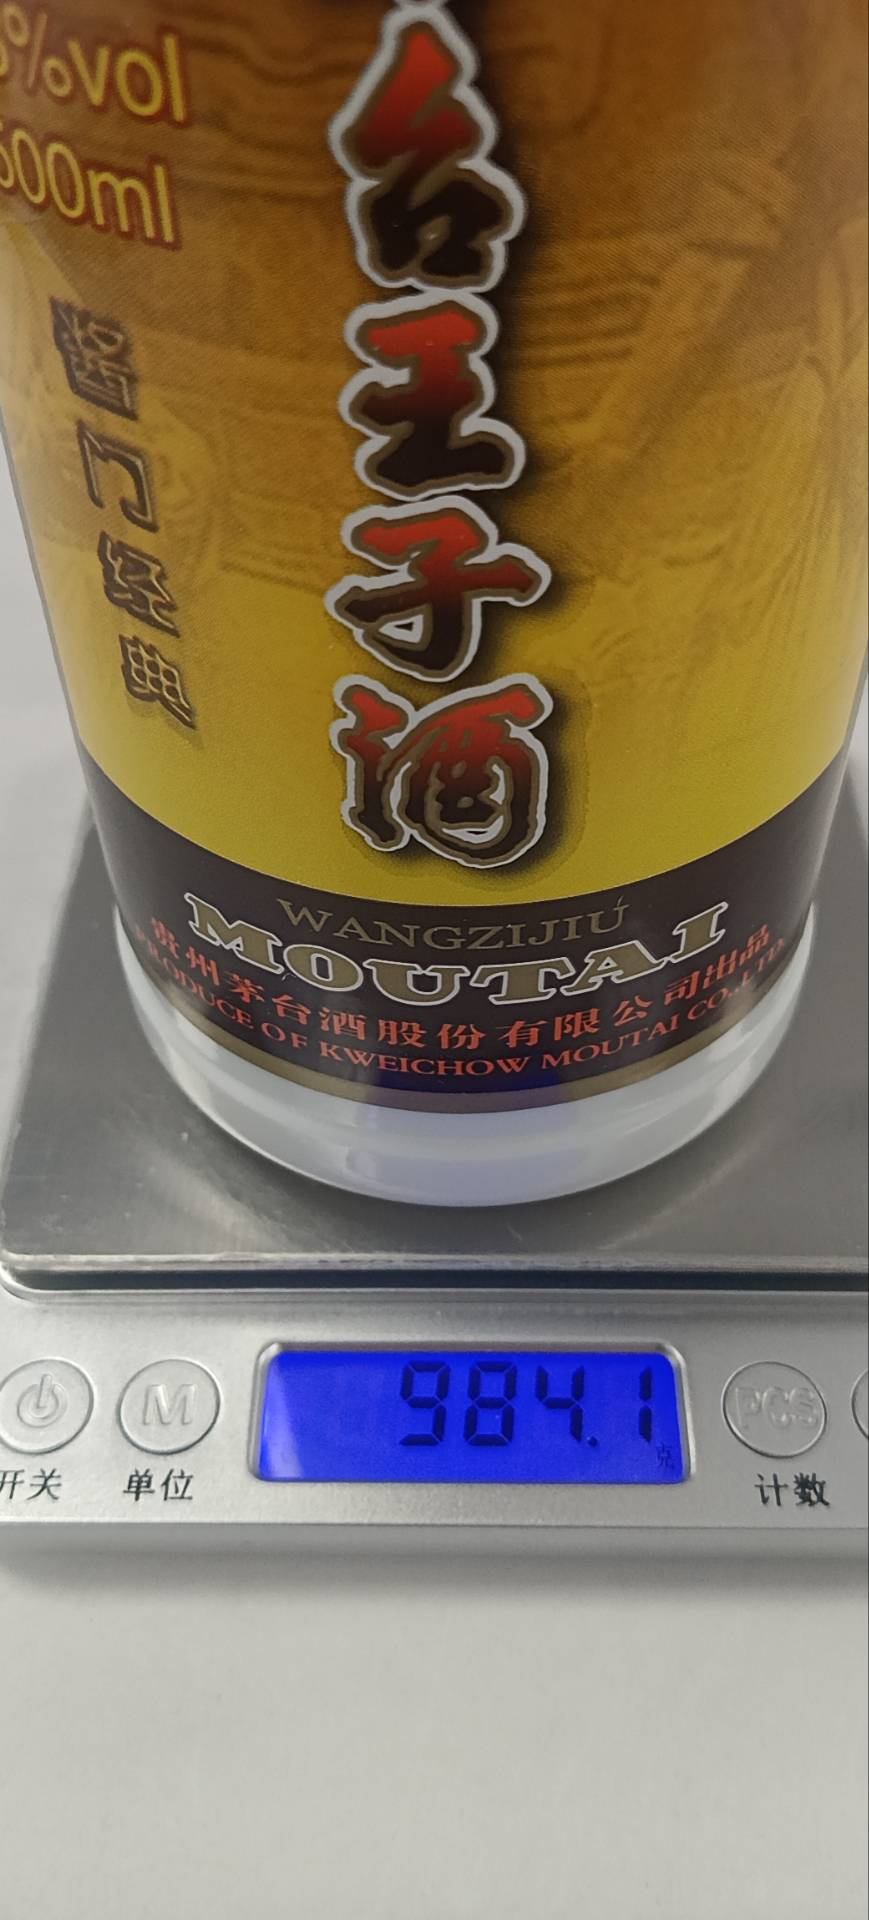 %vol
500ml
台王子酒
酱门经典
WANGZIJIU
MOUTAI
贵州茅台酒股份有限公司出品
PRODUCE OF KWEICHOW MOUTAI CO.,LTD.
984.1
克
M
PCS
开关
单位
计数